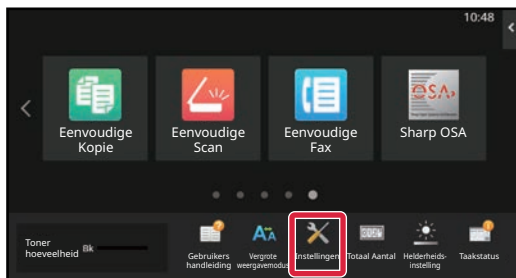 10:48
Eenvoudige
Kopie
Eenvoudige
Scan
Eenvoudige
Fax
OSA
Sharp OSA
Toner
hoeveelheid
Bk
Gebruikers
handleiding
Vergrote
weergavemodus
Instellingen
Totaal Aantal
Helderheids-
instelling
Taakstatus